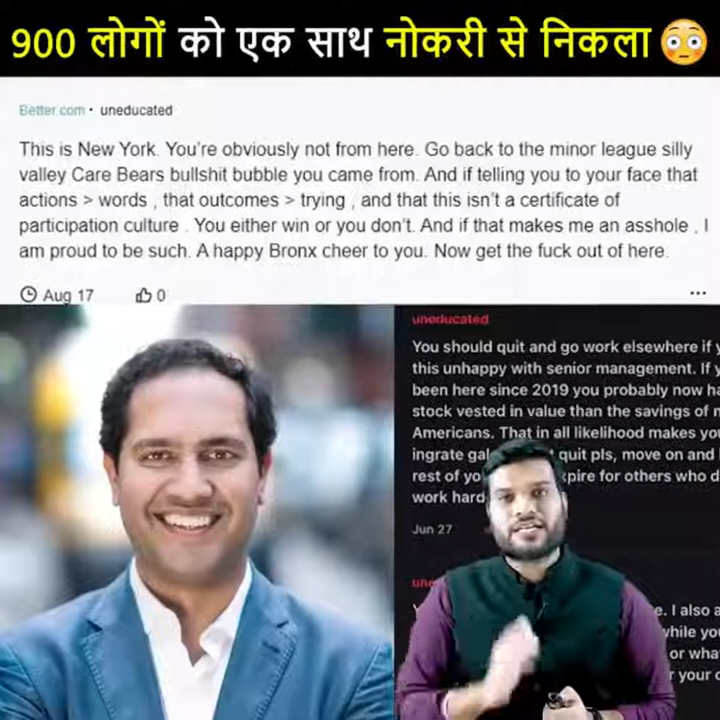 900 लोगों को एक साथ नोकरी से निकला
Better.com • uneducated
This is New York. You're obviously not from here. Go back to the minor league silly
valley Care Bears bullshit bubble you came from. And if telling you to your face that
actions > words , that outcomes > trying , and that this isn't a certificate of
participation culture . You either win or you don't. And if that makes me an asshole , I
am proud to be such. A happy Bronx cheer to you. Now get the fuck out of here.
Aug 17 0
uneducated
You should quit and go work elsewhere if
this unhappy with senior management. If
been here since 2019 you probably now
stock vested in value than the savings of
Americans. That in all likelihood makes
ingrate quit pls, move on and
rest of for others who
work hard
Jun 27
I also
or